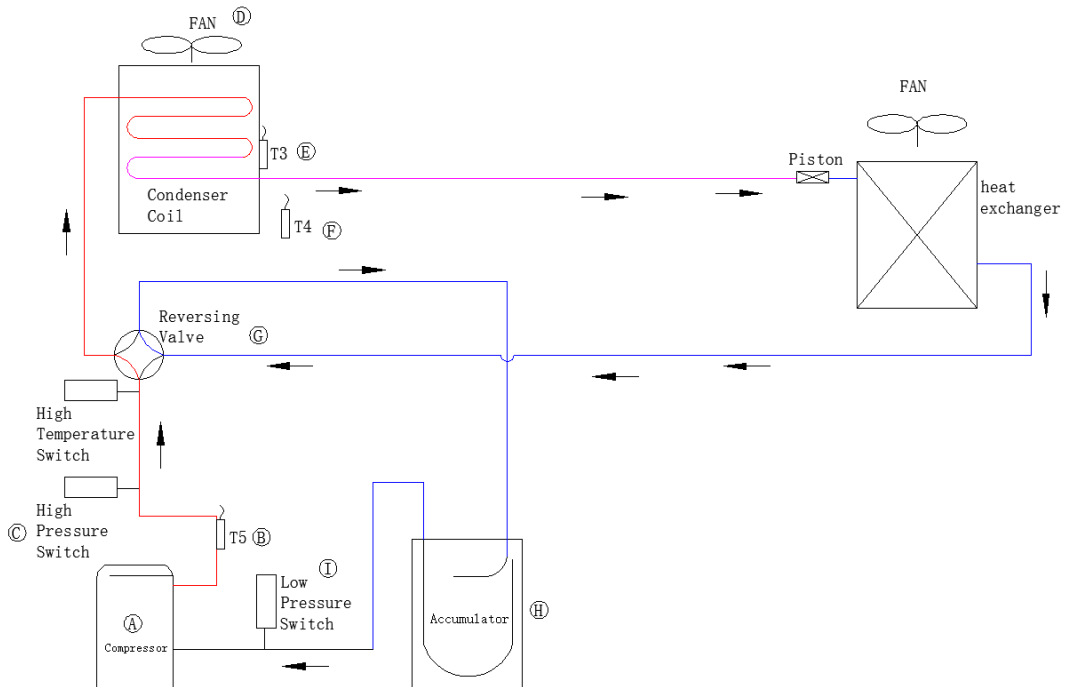 FAN Ⓓ
FAN
T3 Ⓔ
Piston
Condenser
Coil
heat
exchanger
T4 Ⓕ
Reversing
Valve Ⓖ
High
Temperature
Switch
High
Ⓒ Pressure
Switch
T5 Ⓑ
Ⓘ
Low
Pressure
Switch
Ⓐ
Compressor
Accumulator Ⓗ